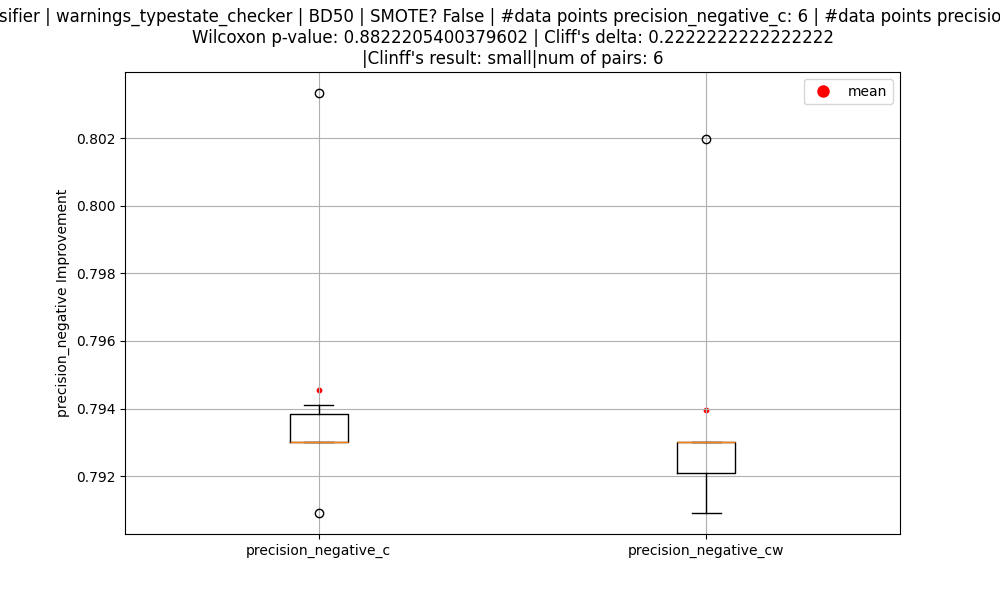 | warnings_typestate_checker | BD50 | SMOTE? False | #data points precision_negative_c: 6 | #data points
Wilcoxon p-value: 0.8822205400379602 | Cliff's delta: 0.2222222222222222
|Clinff's result: small|num of pairs: 6
mean
0.802
0.800
0.798
0.796
0.794
0.792
precision_negative Improvement
precision_negative_c
precision_negative_cw